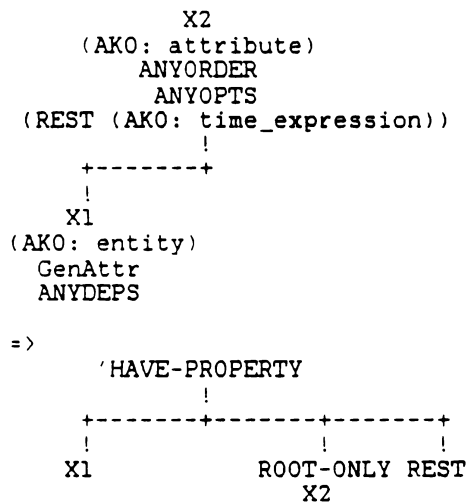 X2
(AKO: attribute)
ANYORDER
ANYOPTS
(REST (AKO: time_expression))
!
+--------+
!
X1
(AKO: entity)
GenAttr
ANYDEPS
=>
'HAVE-PROPERTY
!
+--------+--------+--------+
! ! !
X1 ROOT-ONLY REST
X2